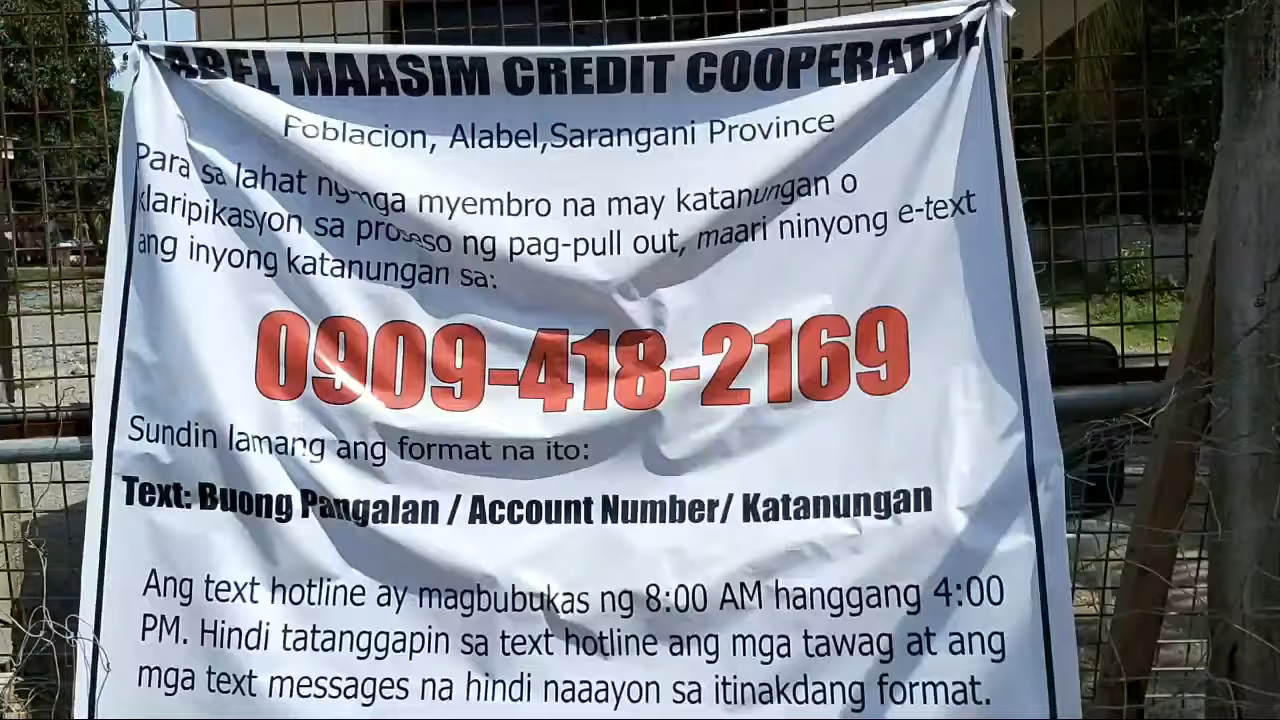 ABEL MAASIM CREDIT COOPERATIVE
Poblacion, Alabel,Sarangani Province
Para sa lahat ng mga myembro na may katanungan o
klaripikasyon sa proseso ng pag-pull out, maari ninyong e-text
ang inyong katanungan sa:
0909-418-2169
Sundin lamang ang format na ito:
Text: Buong Pangalan / Account Number/ Katanungan
Ang text hotline ay magbubukas ng 8:00 AM hanggang 4:00
PM. Hindi tatanggapin sa text hotline ang mga tawag at ang
mga text messages na hindi naaayon sa itinakdang format.